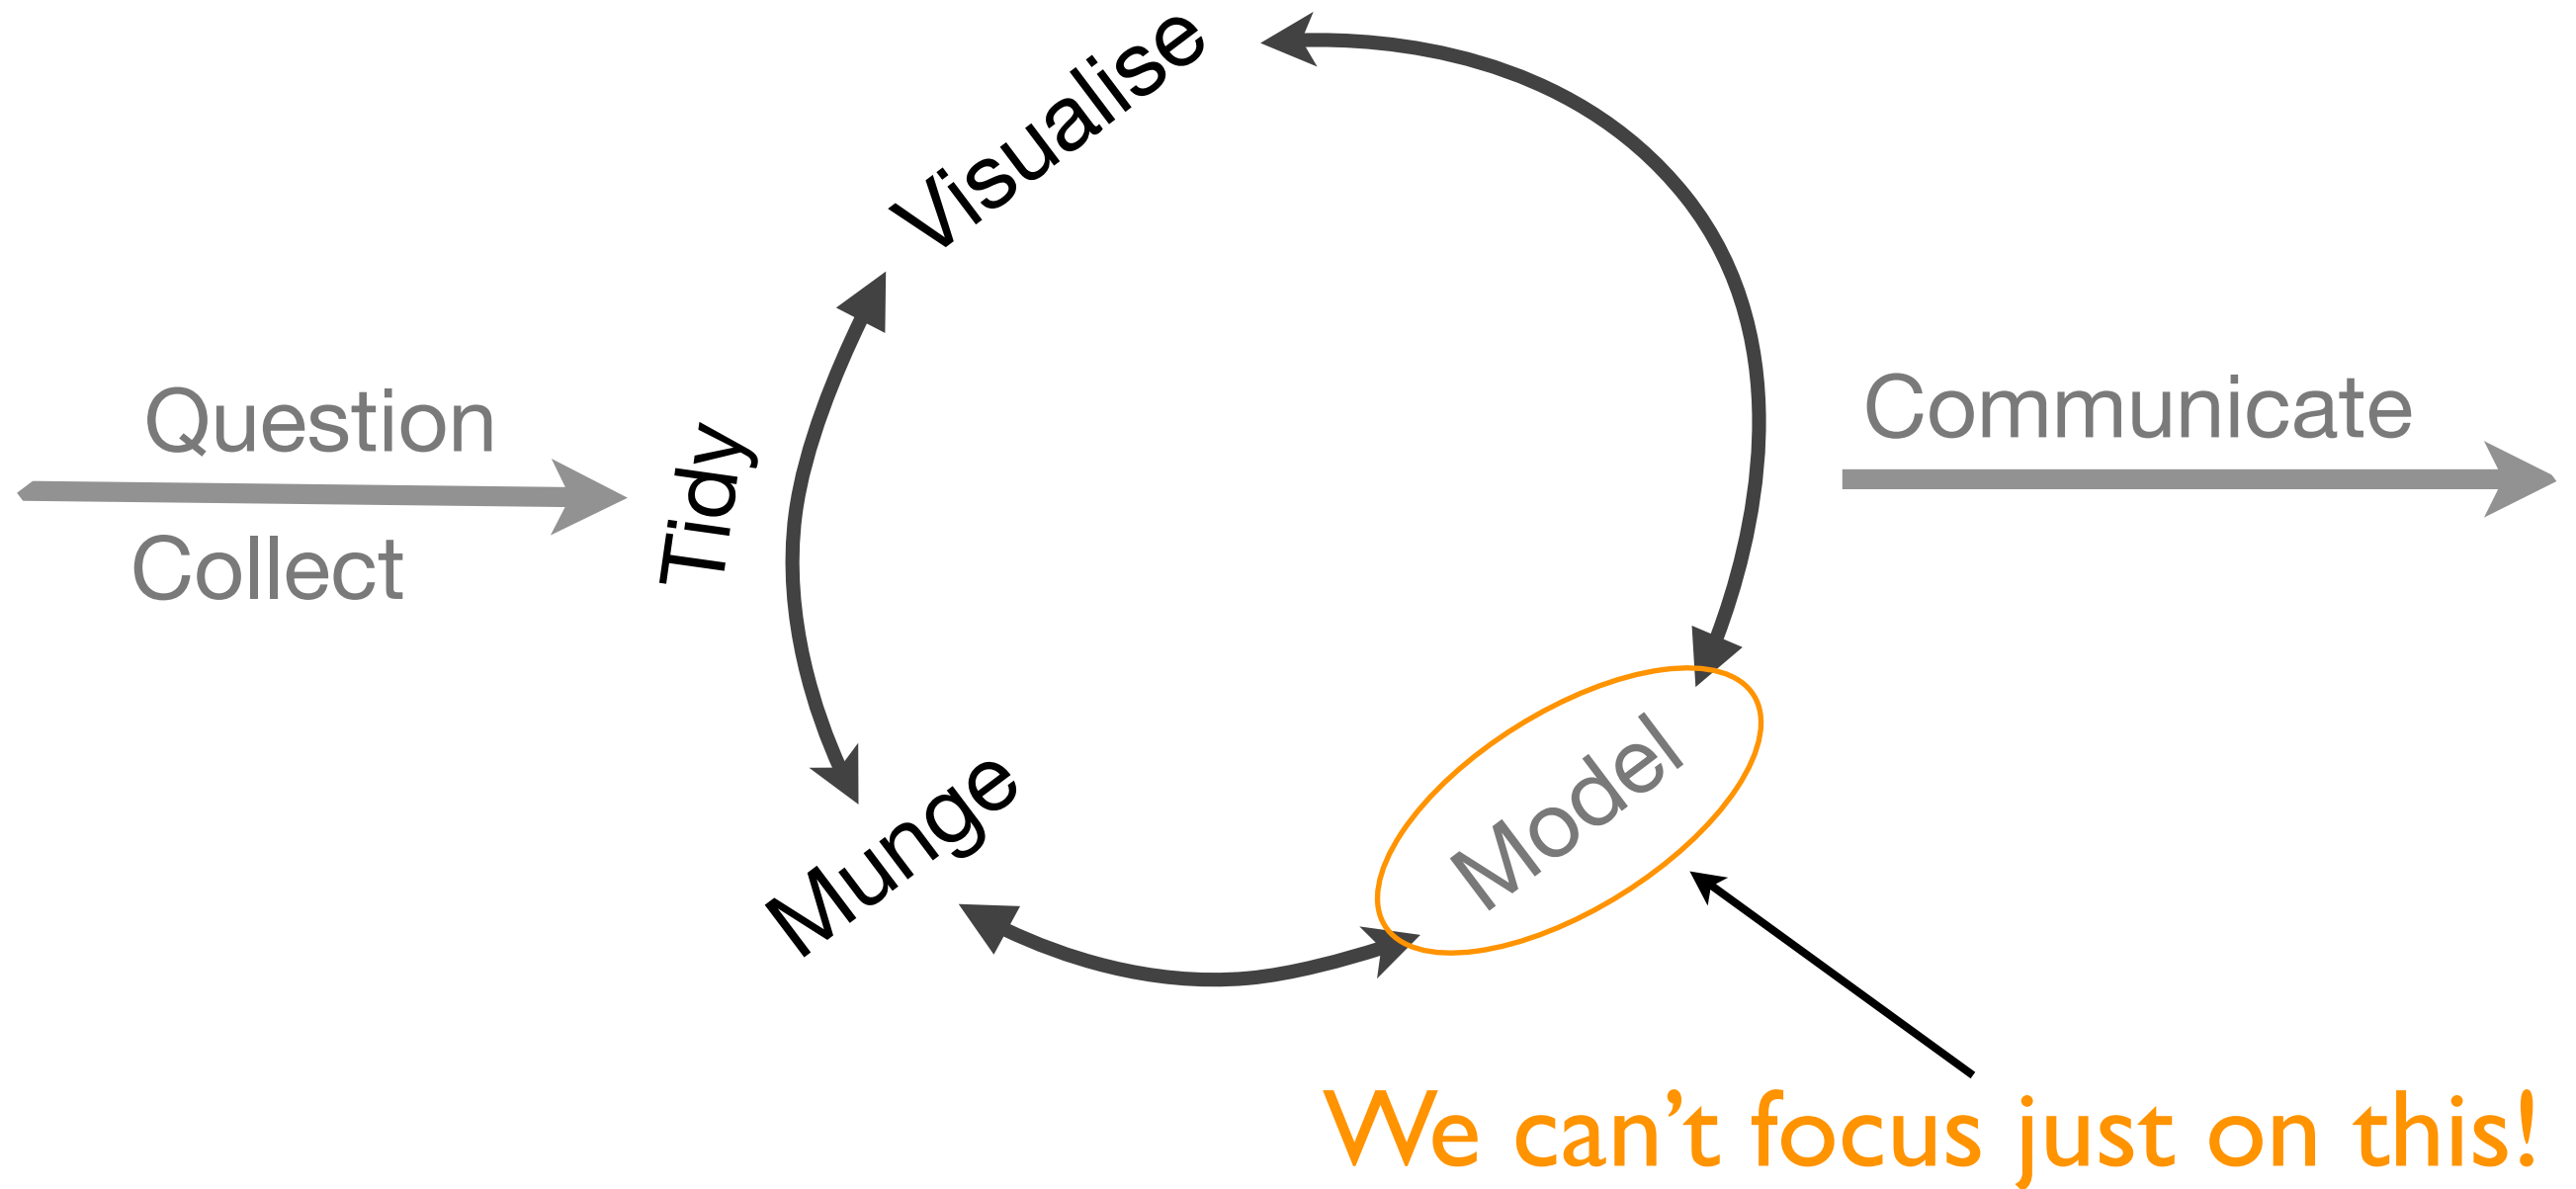 Visualise
Question
Collect
Tidy
Communicate
Munge
Model
We can’t focus just on this!